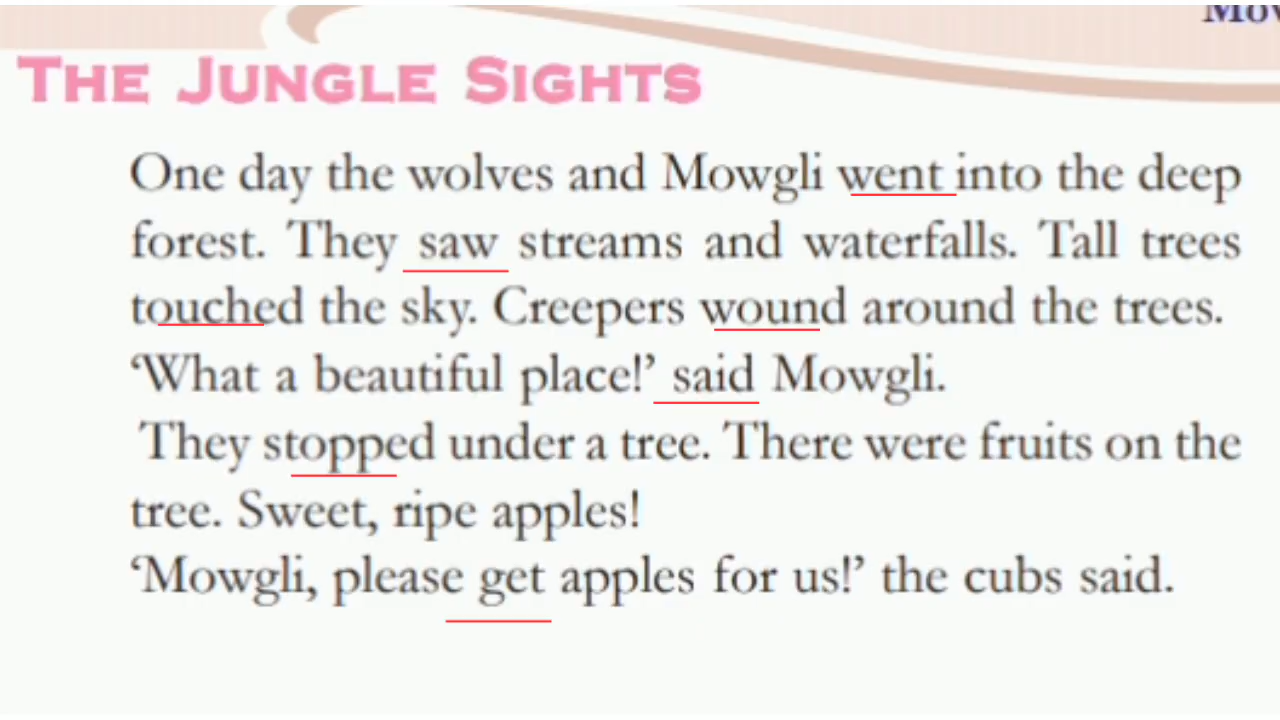 THE JUNGLE SIGHTS
One day the wolves and Mowgli went into the deep
forest. They saw streams and waterfalls. Tall trees
touched the sky. Creepers wound around the trees.
‘What a beautiful place!’ said Mowgli.
They stopped under a tree. There were fruits on the
tree. Sweet, ripe apples!
‘Mowgli, please get apples for us!’ the cubs said.